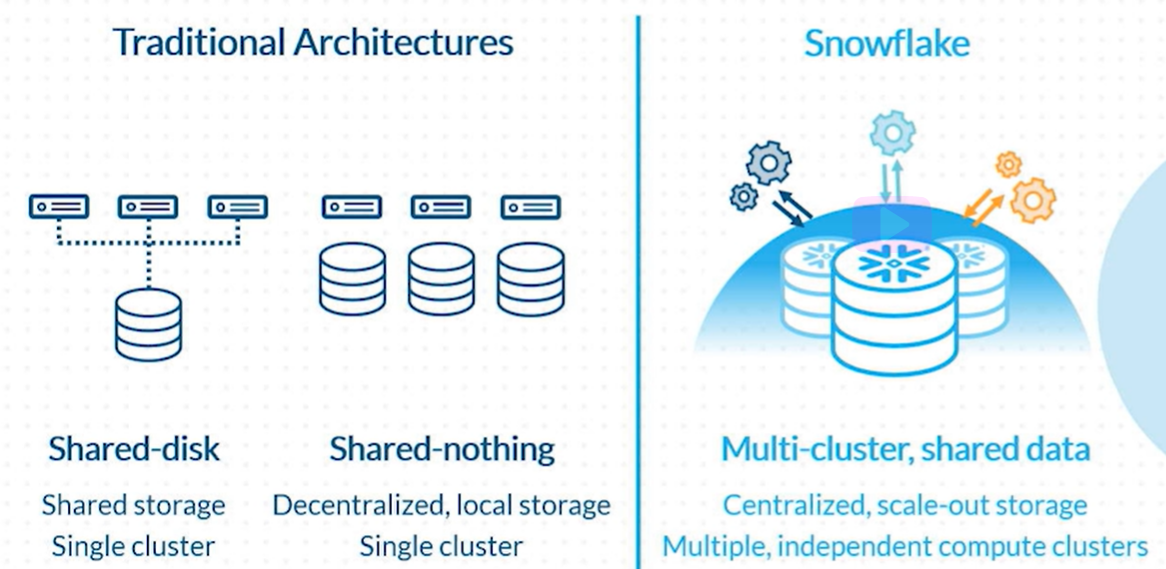 Traditional Architectures
Snowflake
Shared-disk
Shared storage
Single cluster
Shared-nothing
Decentralized, local storage
Single cluster
Multi-cluster, shared data
Centralized, scale-out storage
Multiple, independent compute clusters